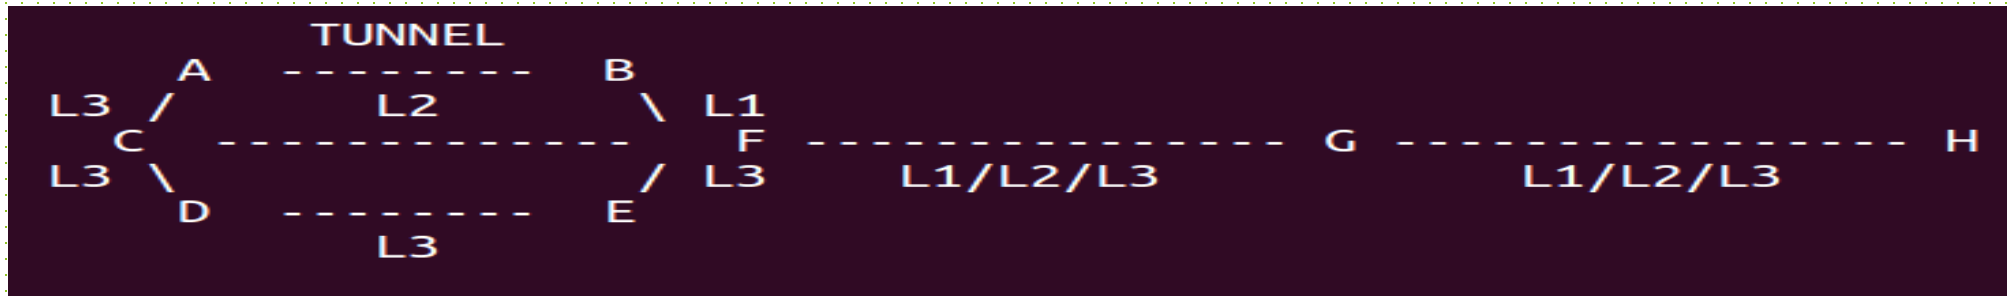 TUNNEL
A -------- B
L3 / L2 \ L1
C ------------- F --------------- G ---------------- H
L3 \ / L3 L1/L2/L3 L1/L2/L3
D -------- E
L3